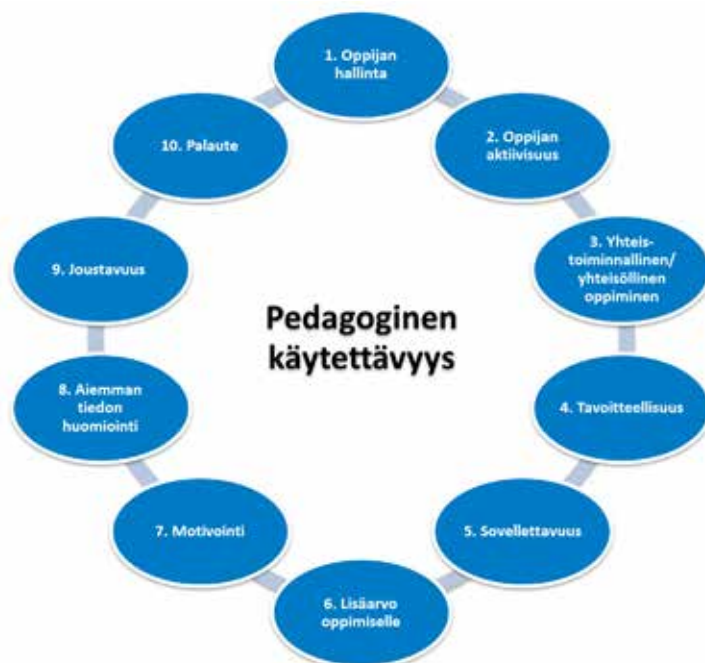 1. Oppijan
hallinta
2. Oppijan
aktiivisuus
3. Yhteis-
toiminnallinen/
yhteisöllinen
oppiminen
4. Tavoitteellisuus
5. Sovellettavuus
6. Lisäarvo
oppimiselle
7. Motivointi
8. Aiemman
tiedon
huomiointi
9. Joustavuus
10. Palaute
Pedagoginen
käytettävyys